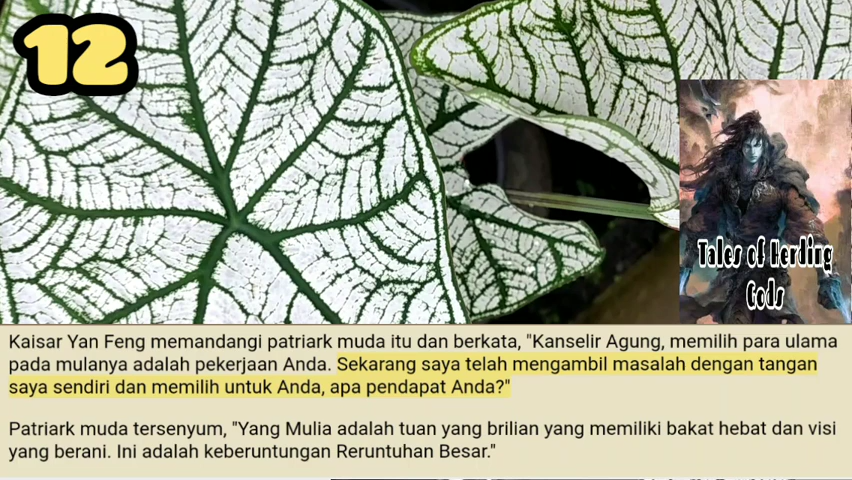 12
Tales of Herding
Gods
Kaisar Yan Feng memandangi patriark muda itu dan berkata, "Kanselir Agung, memilih para ulama
pada mulanya adalah pekerjaan Anda. Sekarang saya telah mengambil masalah dengan tangan
saya sendiri dan memilih untuk Anda, apa pendapat Anda?"
Patriark muda tersenyum, "Yang Mulia adalah tuan yang brilian yang memiliki bakat hebat dan visi
yang berani. Ini adalah keberuntungan Reruntuhan Besar."